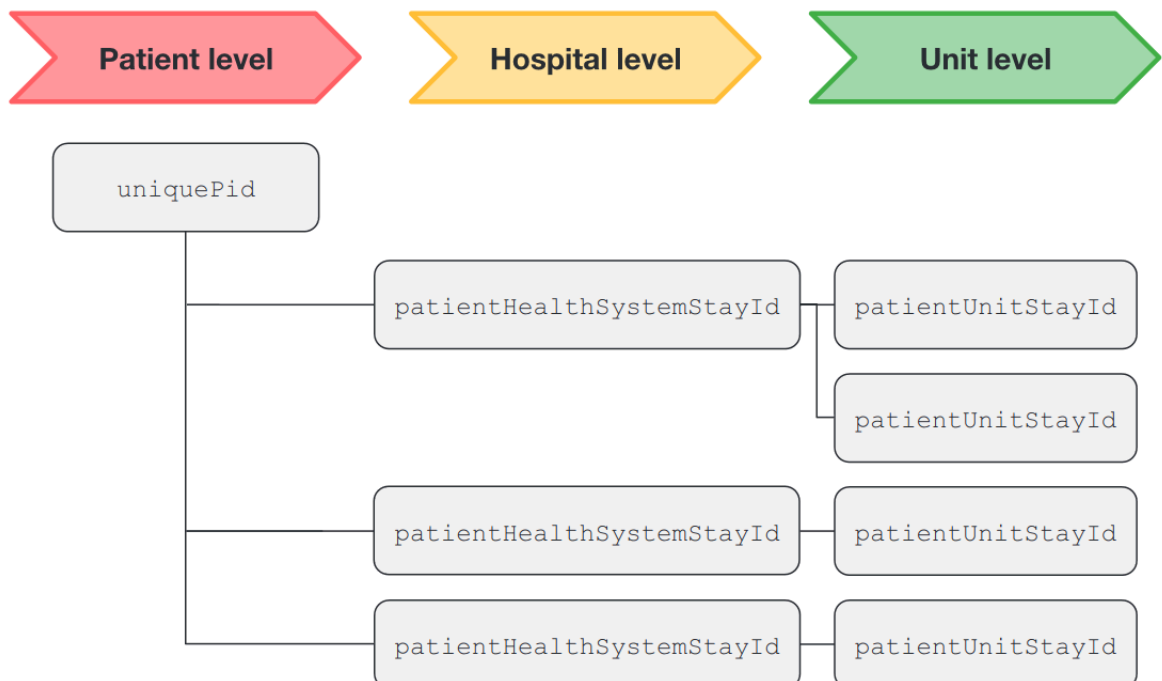 Patient level
Hospital level
Unit level
uniquePid
patientHealthSystemStayId
patientUnitStayId
patientUnitStayId
patientHealthSystemStayId
patientUnitStayId
patientHealthSystemStayId
patientUnitStayId